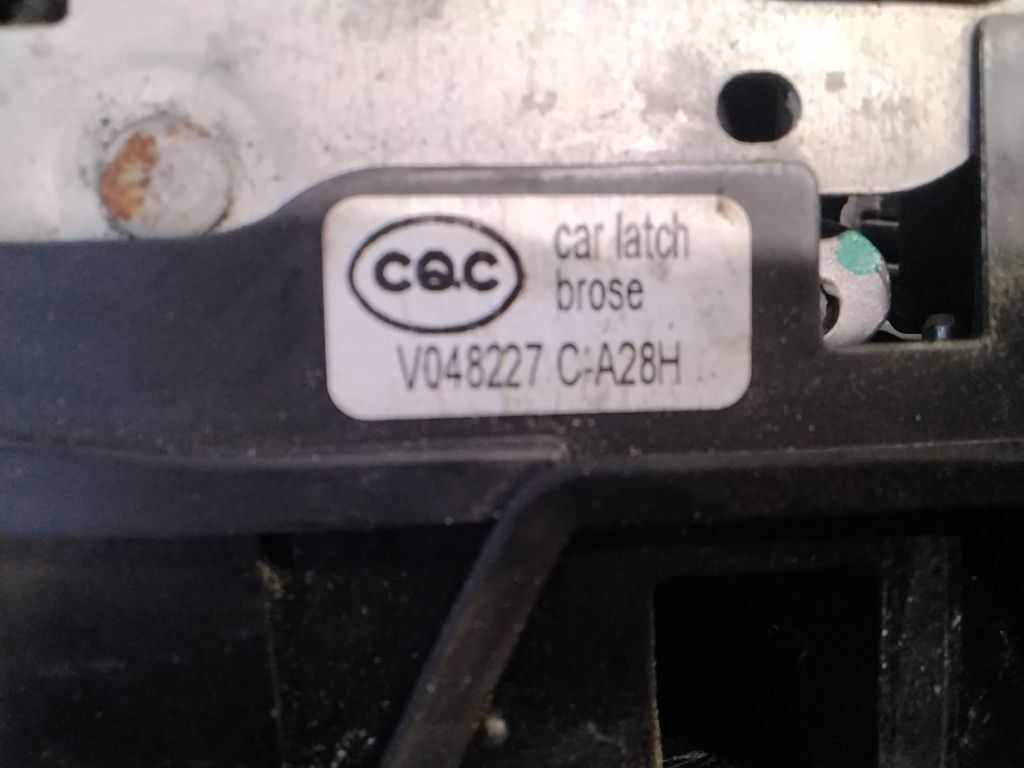 CQC
car latch
brose
V048227 C:A28H